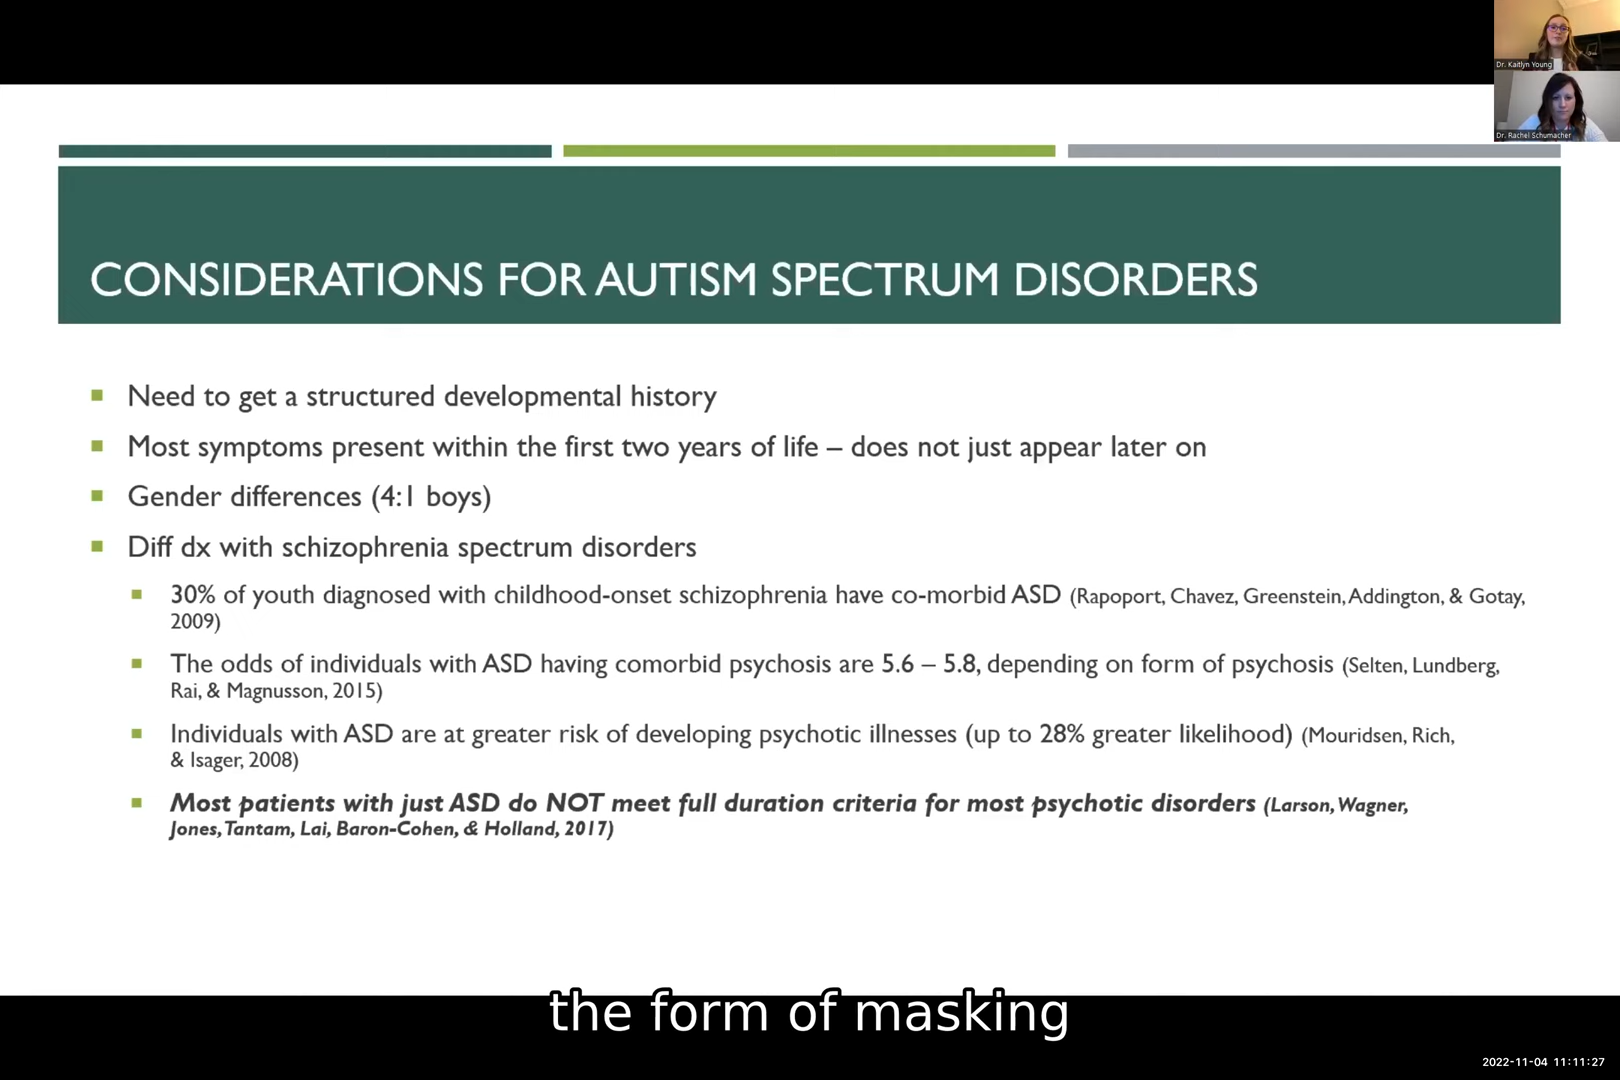 Dr. Kaitlyn Young
Dr. Rachel Schumacher
CONSIDERATIONS FOR AUTISM SPECTRUM DISORDERS
Need to get a structured developmental history
Most symptoms present within the first two years of life – does not just appear later on
Gender differences (4:1 boys)
Diff dx with schizophrenia spectrum disorders
30% of youth diagnosed with childhood-onset schizophrenia have co-morbid ASD (Rapoport, Chavez, Greenstein, Addington, & Gotay,
2009)
The odds of individuals with ASD having comorbid psychosis are 5.6 – 5.8, depending on form of psychosis (Selten, Lundberg,
Rai, & Magnusson, 2015)
Individuals with ASD are at greater risk of developing psychotic illnesses (up to 28% greater likelihood) (Mouridsen, Rich,
& Isager, 2008)
Most patients with just ASD do NOT meet full duration criteria for most psychotic disorders (Larson, Wagner,
Jones, Tantam, Lai, Baron-Cohen, & Holland, 2017)
the form of masking
2022-11-04 11:11:27